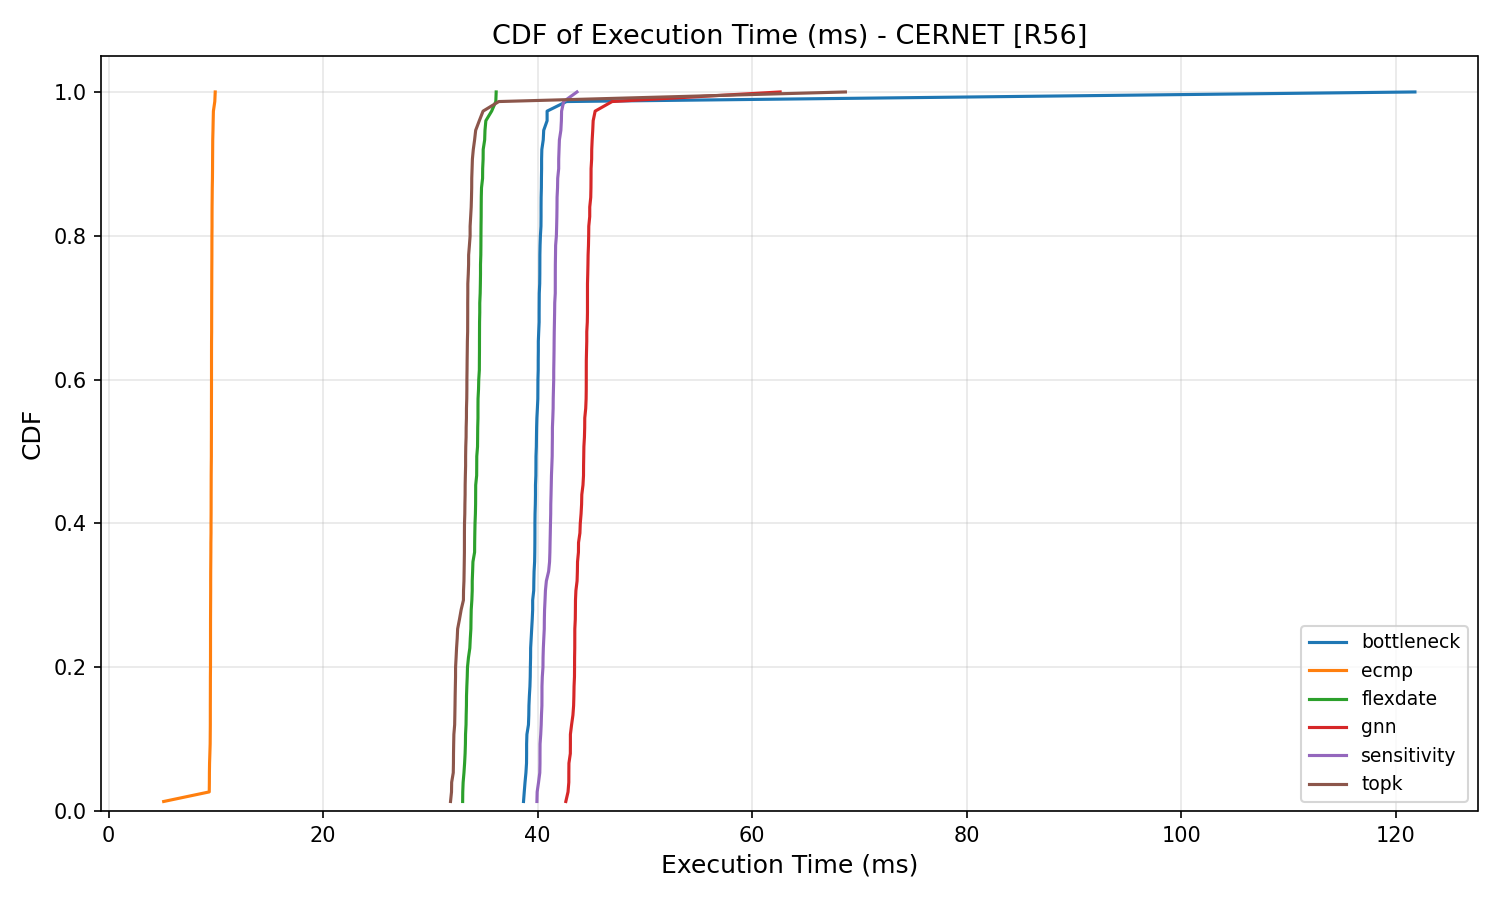 CDF of Execution Time (ms) - CERNET [R56]
1.0
0.8
0.6
0.4
0.2
0.0
CDF
0 20 40 60 80 100 120
Execution Time (ms)
bottleneck
ecmp
flexdate
gnn
sensitivity
topk